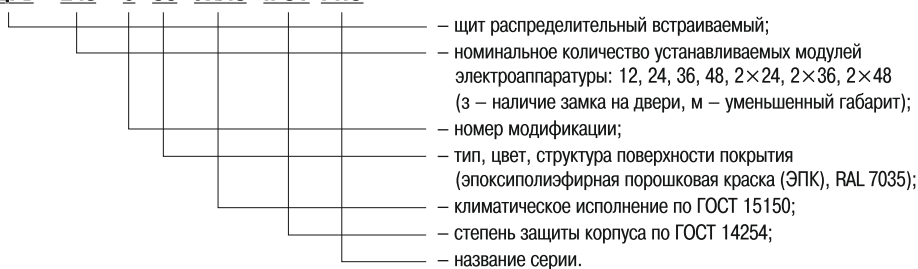 – щит распределительный встраиваемый;
– номинальное количество устанавливаемых модулей
электроаппаратуры: 12, 24, 36, 48, 2×24, 2×36, 2×48
(з – наличие замка на двери, м – уменьшенный габарит);
– номер модификации;
– тип, цвет, структура поверхности покрытия
(эпоксиполиэфирная порошковая краска (ЭПК), RAL 7035);
– климатическое исполнение по ГОСТ 15150;
– степень защиты корпуса по ГОСТ 14254;
– название серии.